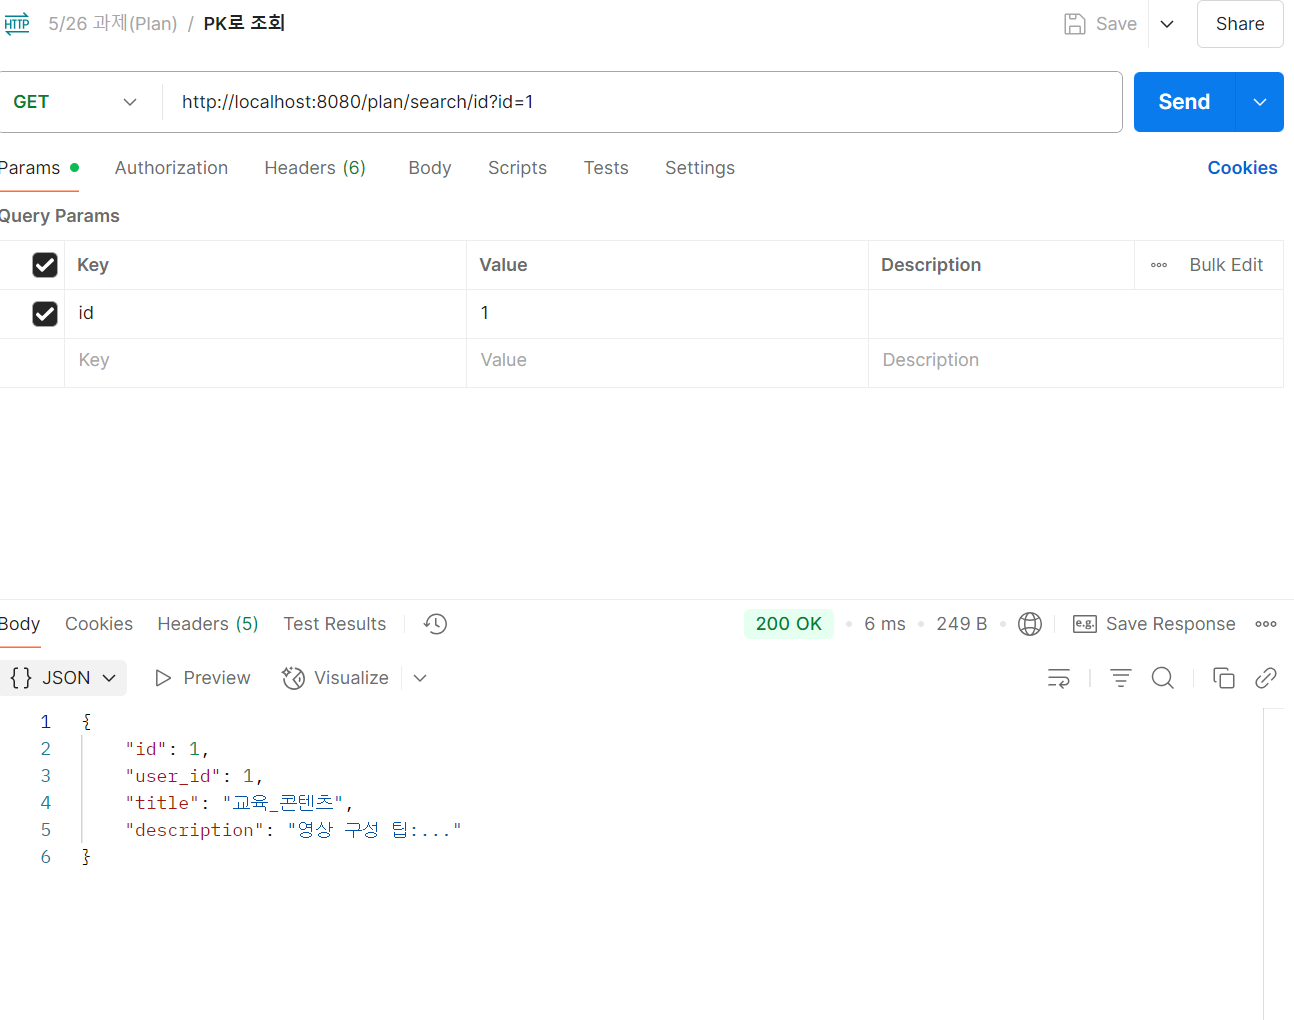 HTTP 5/26 과제(Plan) / PK로 조회 Save Share
GET http://localhost:8080/plan/search/id?id=1 Send
Params Authorization Headers (6) Body Scripts Tests Settings Cookies
Query Params
Key Value Description Bulk Edit
id 1
Key Value Description
Body Cookies Headers (5) Test Results 200 OK 6 ms 249 B e.g. Save Response
{} JSON Preview Visualize
1 {
2 "id": 1,
3 "user_id": 1,
4 "title": "교육_콘텐츠",
5 "description": "영상 구성 팁:..."
6 }